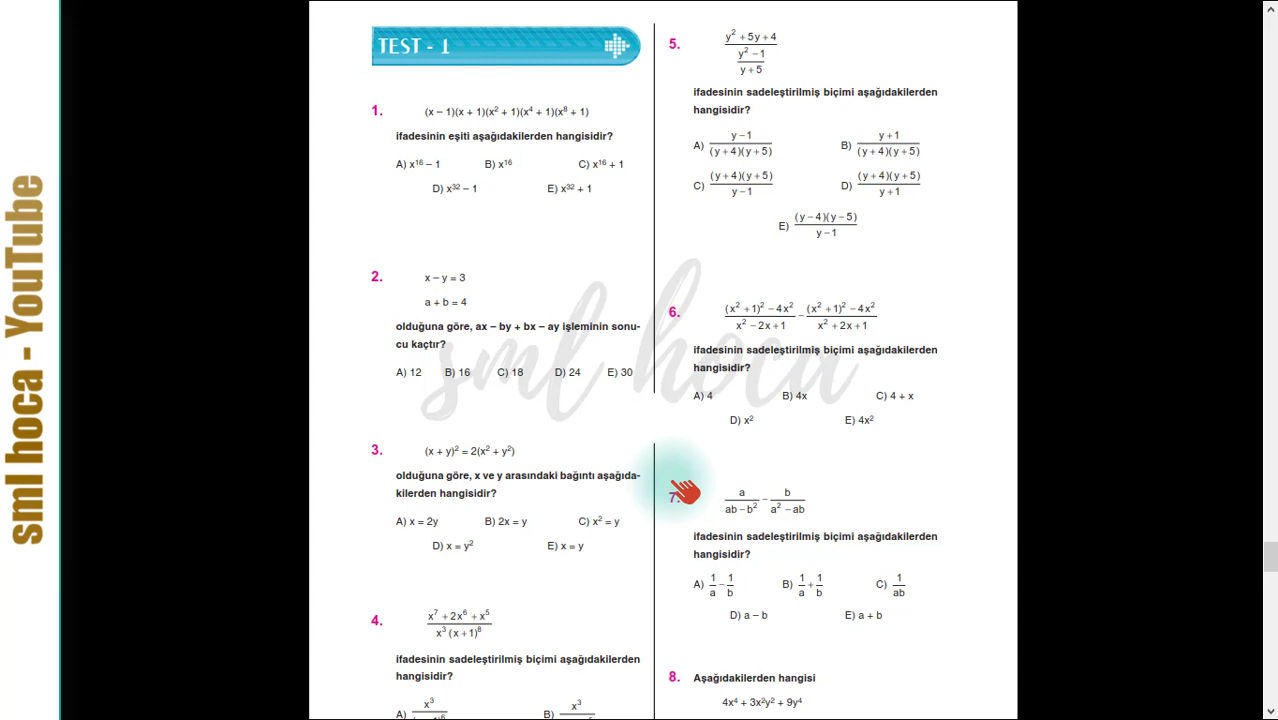 sml hoca - YouTube
TEST - 1
1. (x – 1)(x + 1)(x² + 1)(x⁴ + 1)(x⁸ + 1)
ifadesinin eşiti aşağıdakilerden hangisidir?
A) x¹⁶ – 1 B) x¹⁶ C) x¹⁶ + 1
D) x³² – 1 E) x³² + 1
2. x – y = 3
a + b = 4
olduğuna göre, ax – by + bx – ay işleminin sonu-
cu kaçtır?
A) 12 B) 16 C) 18 D) 24 E) 30
3. (x + y)² = 2(x² + y²)
olduğuna göre, x ve y arasındaki bağıntı aşağıda-
kilerden hangisidir?
A) x = 2y B) 2x = y C) x² = y
D) x = y² E) x = y
4. x⁷ + 2x⁶ + x⁵
x³ (x + 1)⁸
ifadesinin sadeleştirilmiş biçimi aşağıdakilerden
hangisidir?
A) x³ B) x³
5. y² + 5y + 4
y² – 1
y + 5
ifadesinin sadeleştirilmiş biçimi aşağıdakilerden
hangisidir?
A) y – 1 / (y + 4)(y + 5) B) y + 1 / (y + 4)(y + 5)
C) (y + 4)(y + 5) / y – 1 D) (y + 4)(y + 5) / y + 1
E) (y – 4)(y – 5) / y – 1
6. (x² + 1)² – 4x² / x² – 2x + 1 – (x² + 1)² – 4x² / x² + 2x + 1
ifadesinin sadeleştirilmiş biçimi aşağıdakilerden
hangisidir?
A) 4 B) 4x C) 4 + x
D) x² E) 4x²
7. a / ab – b² – b / a² – ab
ifadesinin sadeleştirilmiş biçimi aşağıdakilerden
hangisidir?
A) 1/a – 1/b B) 1/a + 1/b C) 1/ab
D) a – b E) a + b
8. Aşağıdakilerden hangisi
4x⁴ + 3x²y² + 9y⁴
sml hoca